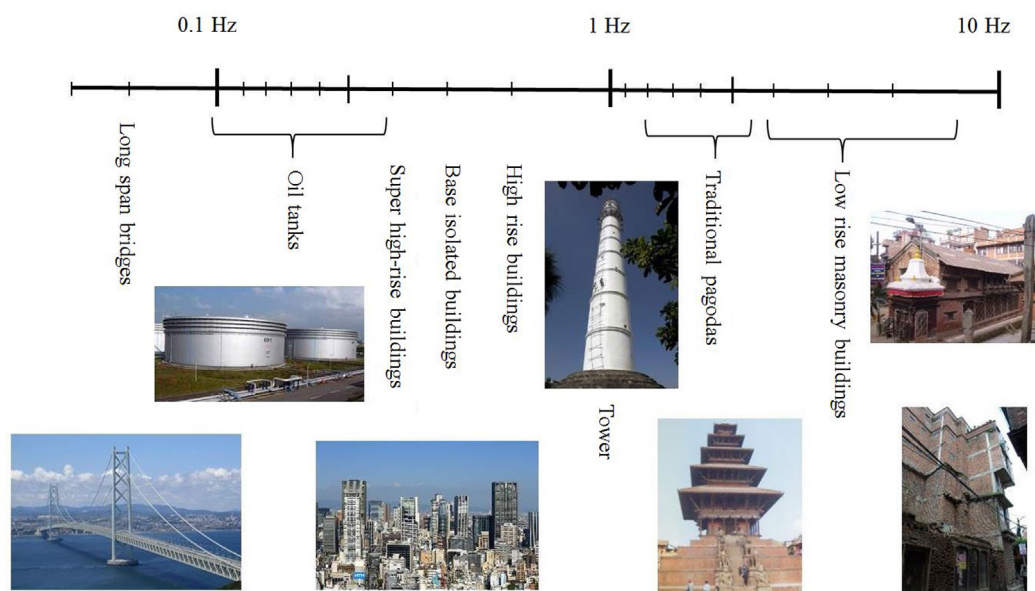 0.1 Hz
1 Hz
10 Hz
Long span bridges
Oil tanks
Super high-rise buildings
Base isolated buildings
High rise buildings
Tower
Traditional pagodas
Low rise masonry buildings